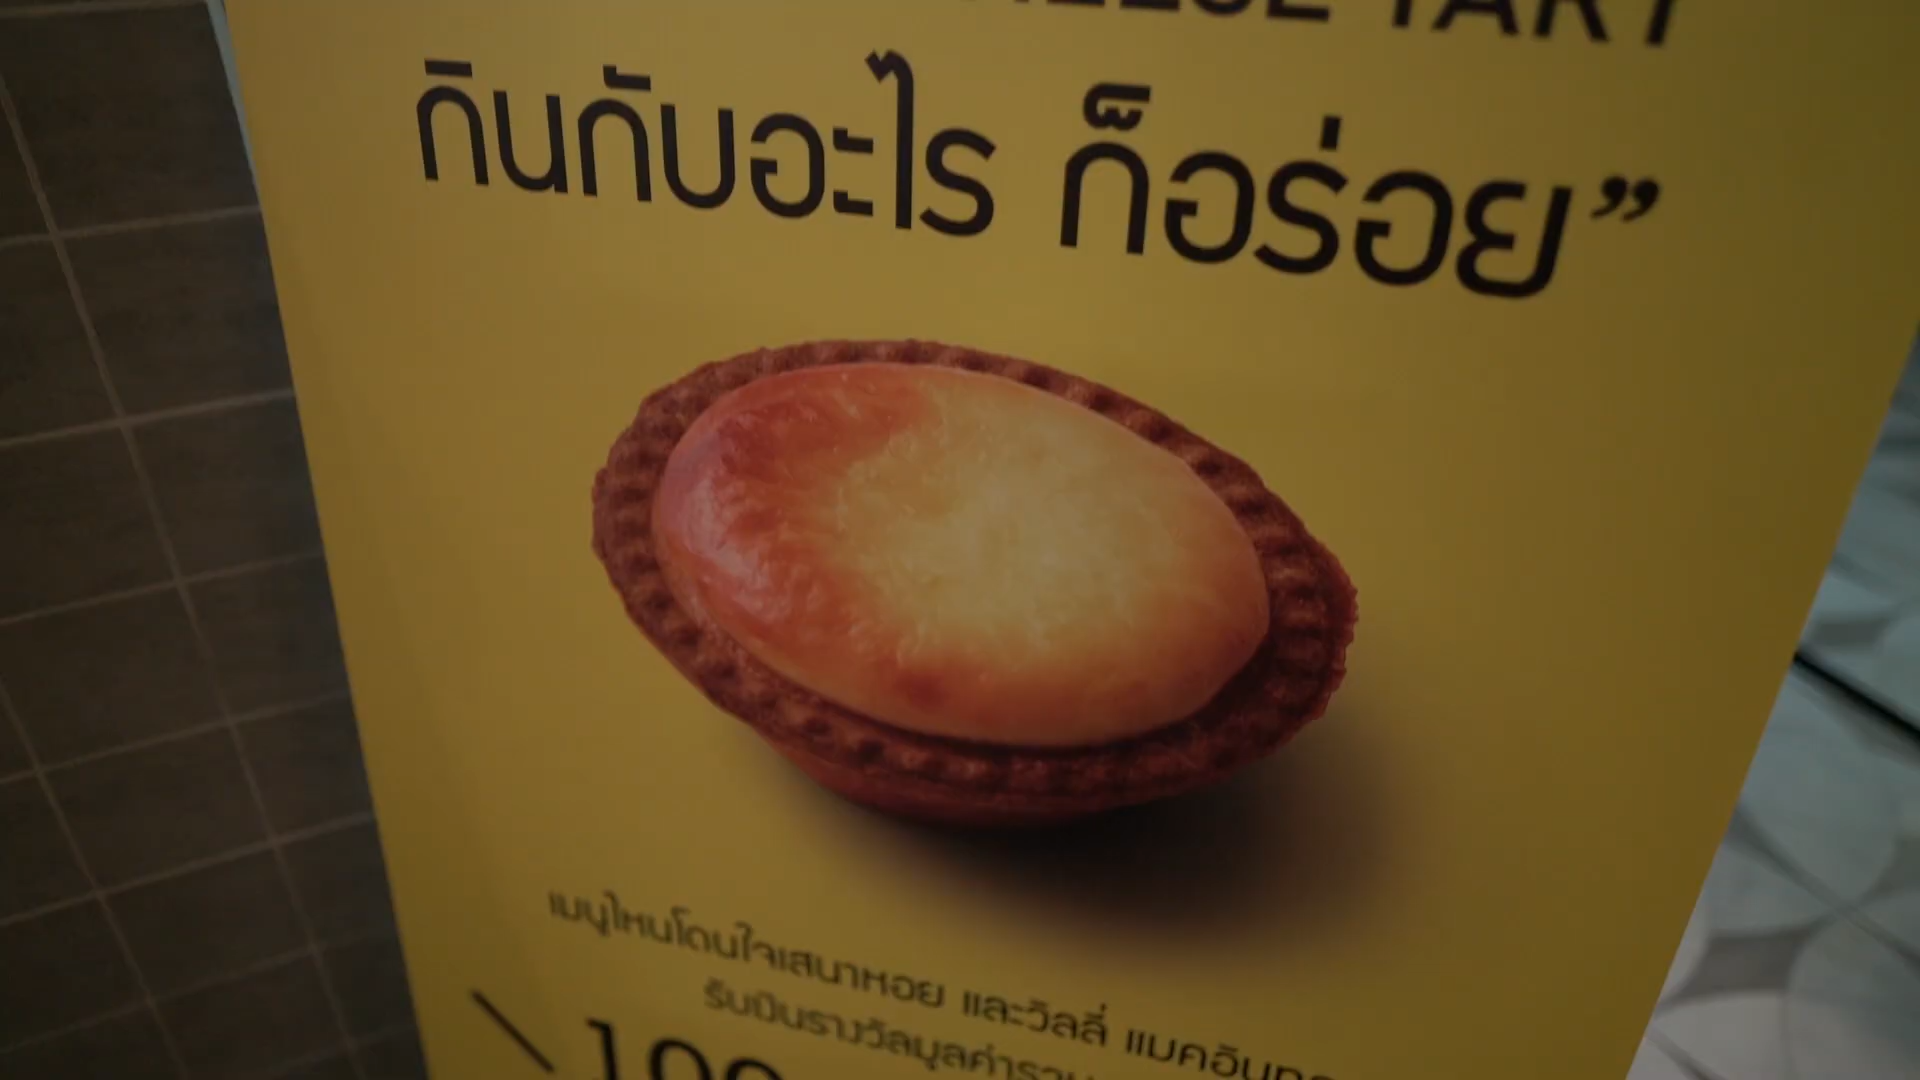 CHEESE TART
กินกับอะไร ก็อร่อย”
เมนูไหนโดนใจเสนาหอย และวิลลี่ แมคอินทอ
รับเงินรางวัลมูลค่ารวม
\100